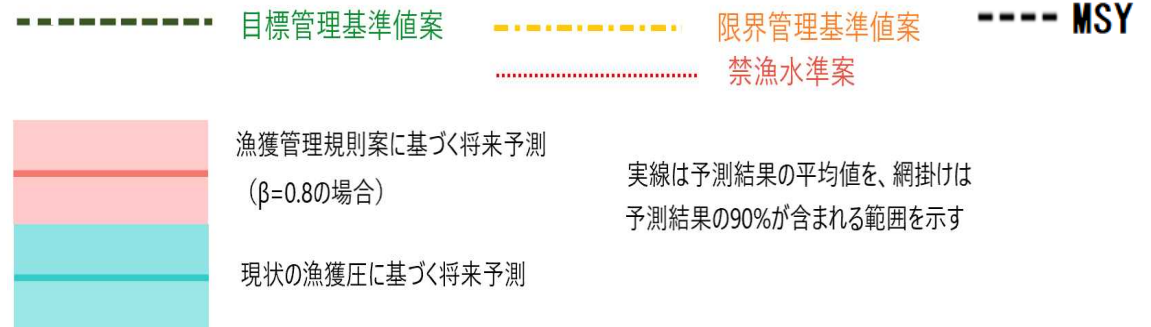 目標管理基準値案
限界管理基準値案
MSY
禁漁水準案
漁獲管理規則案に基づく将来予測
（β=0.8の場合）
実線は予測結果の平均値を、網掛けは
予測結果の90%が含まれる範囲を示す
現状の漁獲圧に基づく将来予測